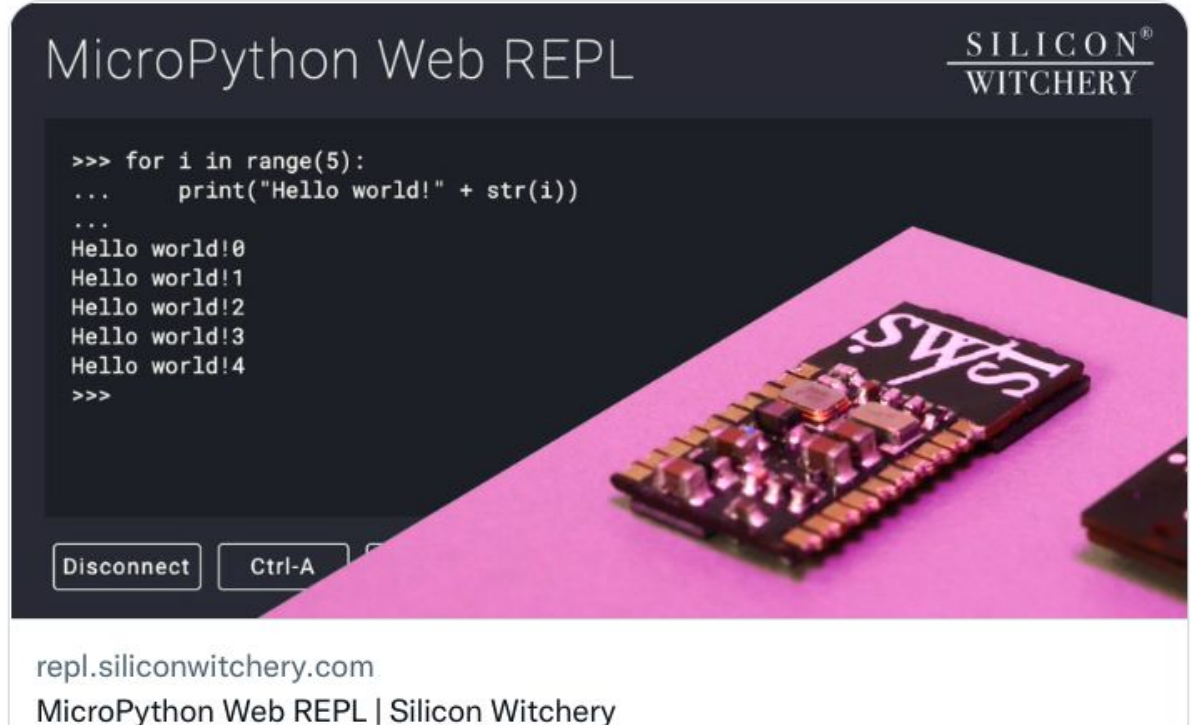 MicroPython Web REPL
SILICON®
WITCHERY
>>> for i in range(5):
...     print("Hello world!" + str(i))
...
Hello world!0
Hello world!1
Hello world!2
Hello world!3
Hello world!4
>>>
Disconnect
Ctrl-A
repl.siliconwitchery.com
MicroPython Web REPL | Silicon Witchery